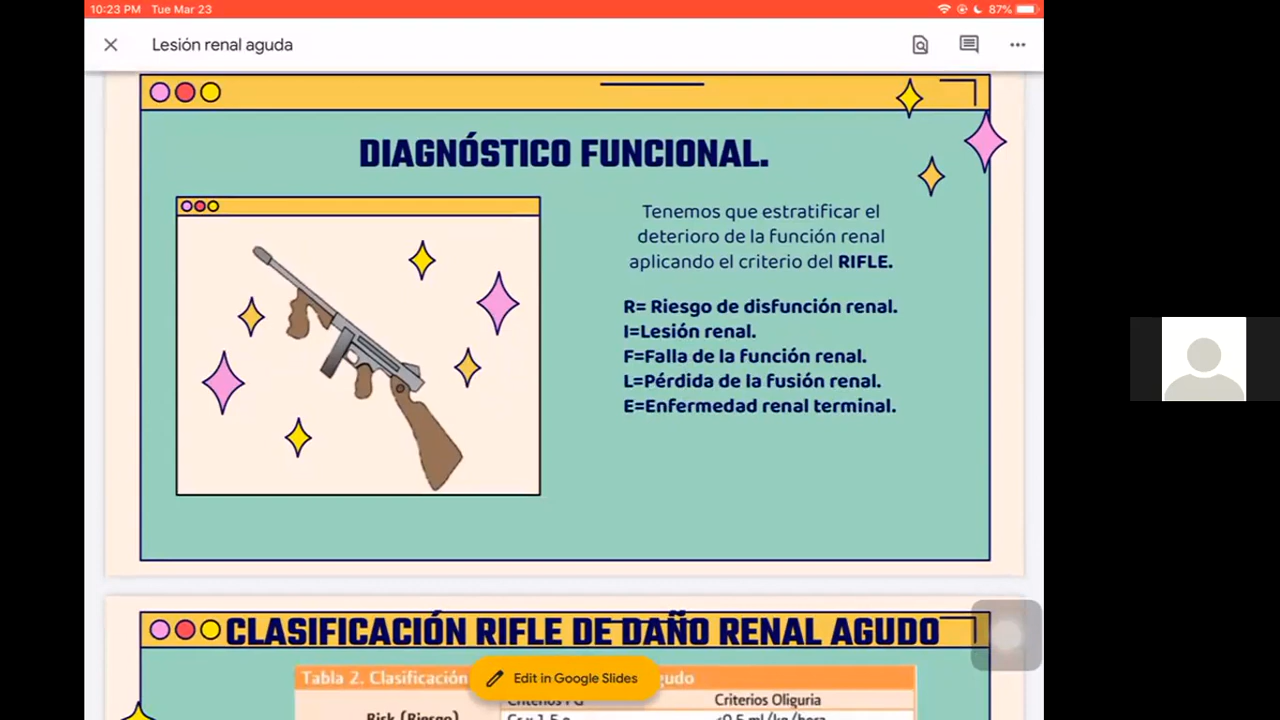 10:23 PM Tue Mar 23
87%
Lesión renal aguda
DIAGNÓSTICO FUNCIONAL.
Tenemos que estratificar el
deterioro de la función renal
aplicando el criterio del RIFLE.
R= Riesgo de disfunción renal.
I=Lesión renal.
F=Falla de la función renal.
L=Pérdida de la fusión renal.
E=Enfermedad renal terminal.
CLASIFICACIÓN RIFLE DE DAÑO RENAL AGUDO
Tabla 2. Clasificación
Edit in Google Slides
Criterios Oliguria
Risk (Riesgo)